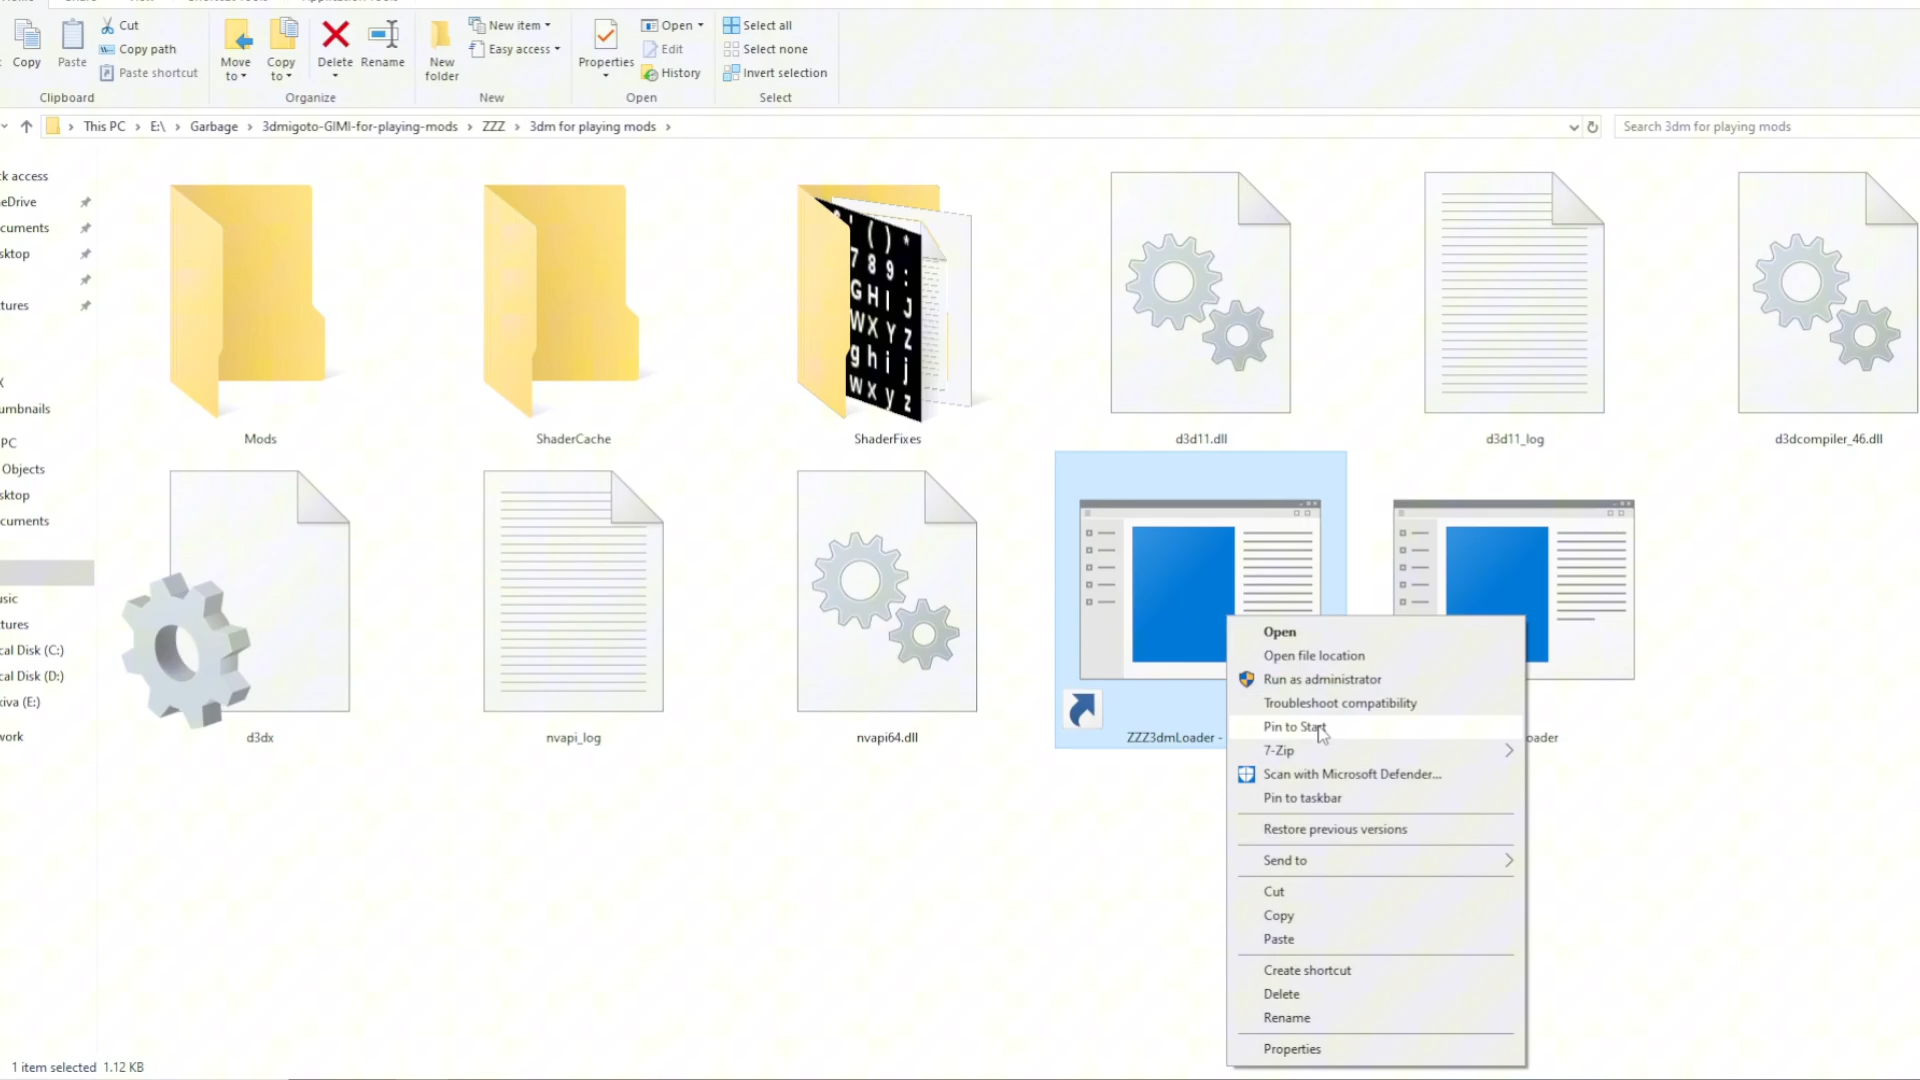 Cut
Copy path
Paste shortcut
Copy
Paste
Clipboard
Move to
Copy to
Delete
Rename
Organize
New folder
New item
Easy access
New
Properties
Open
Edit
History
Open
Select all
Select none
Invert selection
Select
This PC
E:\
Garbage
3dmigoto-GIMI-for-playing-mods
ZZZ
3dm for playing mods
Search 3dm for playing mods
ck access
eDrive
cuments
sktop
tures
X
umbnails
PC
Objects
sktop
cuments
usic
tures
cal Disk (C:)
cal Disk (D:)
xiva (E:)
work
( ) *
7 8 9 :
G H I J
W X Y Z
g h i j
w x y z
Mods
ShaderCache
ShaderFixes
d3d11.dll
d3d11_log
d3dcompiler_46.dll
d3dx
nvapi_log
nvapi64.dll
ZZZ3dmLoader -
oader
Open
Open file location
Run as administrator
Troubleshoot compatibility
Pin to Start
7-Zip
Scan with Microsoft Defender...
Pin to taskbar
Restore previous versions
Send to
Cut
Copy
Paste
Create shortcut
Delete
Rename
Properties
1 item selected 1.12 KB